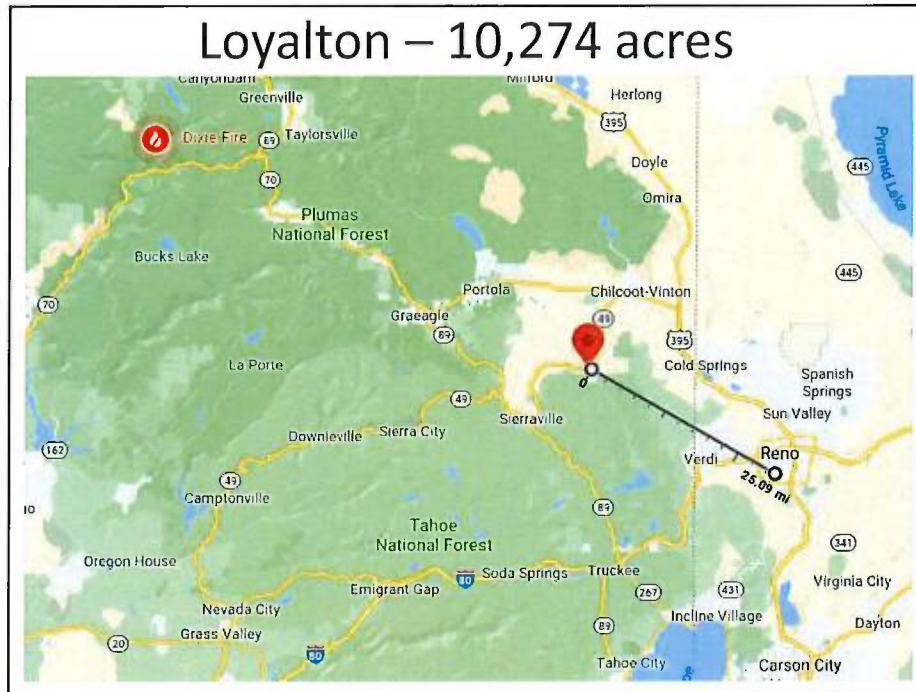 Loyalton – 10,274 acres
Canyondam
Milford
Greenville
Herlong
395
Dixie Fire
89
Taylorsville
Pyramid Lake
Doyle
445
70
Omira
Plumas
National Forest
Bucks Lake
445
70
Portola
Chilcoot-Vinton
Graeagle
49
89
395
La Porte
Cold Springs
Spanish
Springs
0
49
Sierraville
Sun Valley
Downieville
Sierra City
162
Verdi
Reno
49
25.09 mi
Camptonville
89
Tahoe
National Forest
341
Oregon House
80
Soda Springs
Truckee
Emigrant Gap
267
431
Virginia City
Nevada City
Incline Village
Grass Valley
89
Dayton
20
80
Tahoe City
Carson City